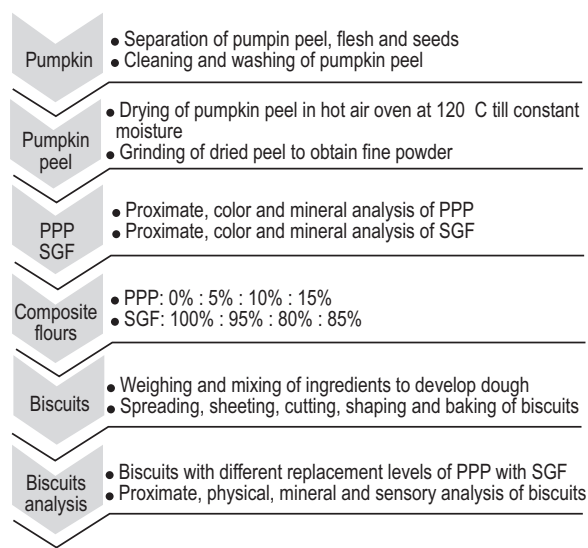 Pumpkin
● Separation of pumpin peel, flesh and seeds
● Cleaning and washing of pumpkin peel
Pumpkin
peel
● Drying of pumpkin peel in hot air oven at 120 C till constant
moisture
● Grinding of dried peel to obtain fine powder
PPP
SGF
● Proximate, color and mineral analysis of PPP
● Proximate, color and mineral analysis of SGF
Composite
flours
● PPP: 0% : 5% : 10% : 15%
● SGF: 100% : 95% : 80% : 85%
Biscuits
● Weighing and mixing of ingredients to develop dough
● Spreading, sheeting, cutting, shaping and baking of biscuits
Biscuits
analysis
● Biscuits with different replacement levels of PPP with SGF
● Proximate, physical, mineral and sensory analysis of biscuits